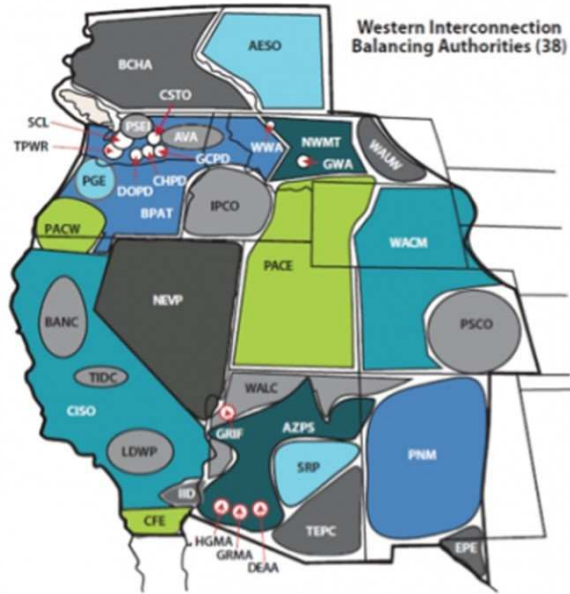 Western Interconnection
Balancing Authorities (38)
AESO
BCHA
CSTO
SCL
PSEI
AVA
TPWR
GCPD
WWA
NWMT
GWA
WAUW
PGE
DOPD
CHPD
BPAT
IPCO
PACW
WACM
PACE
NEVP
BANC
PSCO
TIDC
WALC
CISO
GRIF
AZPS
LDWP
SRP
PNM
IID
CFE
TEPC
HGMA
GRMA
DEAA
EPE